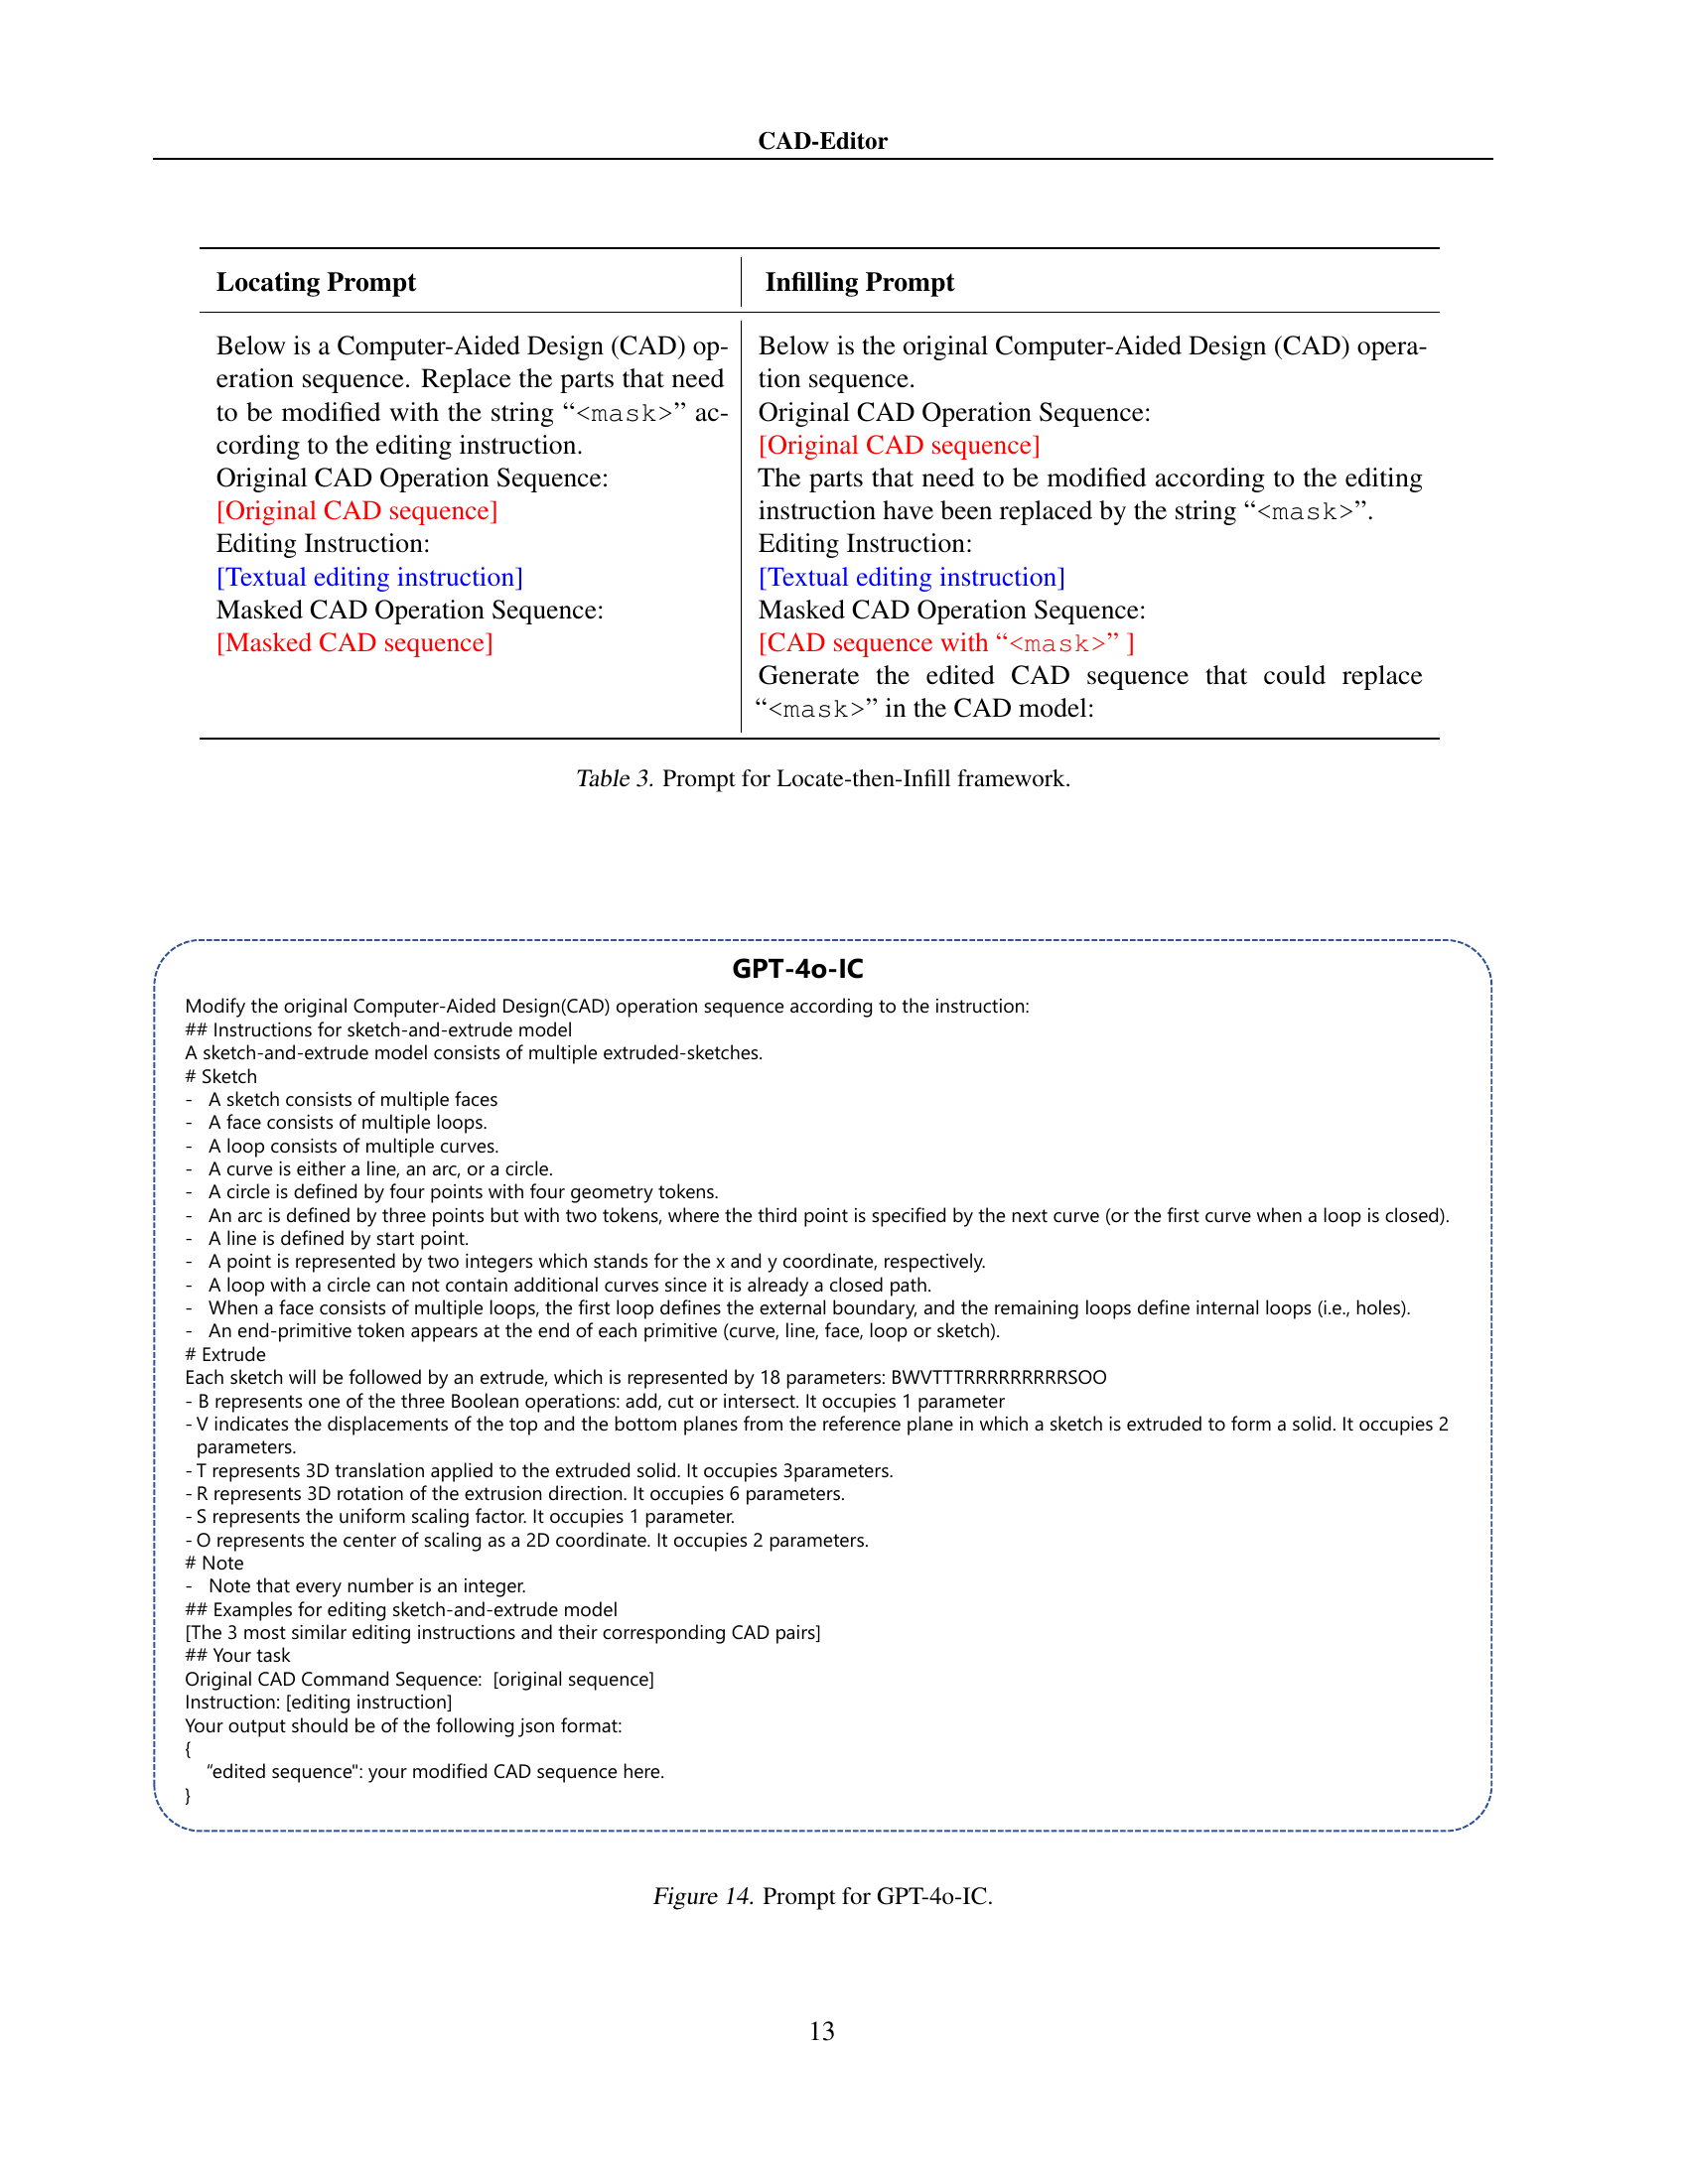 CAD-Editor
Locating Prompt
Below is a Computer-Aided Design (CAD) op-
eration sequence. Replace the parts that need
to be modified with the string “<mask>” ac-
cording to the editing instruction.
Original CAD Operation Sequence:
[Original CAD sequence]
Editing Instruction:
[Textual editing instruction]
Masked CAD Operation Sequence:
[Masked CAD sequence]
Infilling Prompt
Below is the original Computer-Aided Design (CAD) opera-
tion sequence.
Original CAD Operation Sequence:
[Original CAD sequence]
The parts that need to be modified according to the editing
instruction have been replaced by the string “<mask>”.
Editing Instruction:
[Textual editing instruction]
Masked CAD Operation Sequence:
[CAD sequence with “<mask>” ]
Generate the edited CAD sequence that could replace
“<mask>” in the CAD model:
Table 3. Prompt for Locate-then-Infill framework.
GPT-4o-IC
Modify the original Computer-Aided Design(CAD) operation sequence according to the instruction:
## Instructions for sketch-and-extrude model
A sketch-and-extrude model consists of multiple extruded-sketches.
# Sketch
- A sketch consists of multiple faces
- A face consists of multiple loops.
- A loop consists of multiple curves.
- A curve is either a line, an arc, or a circle.
- A circle is defined by four points with four geometry tokens.
- An arc is defined by three points but with two tokens, where the third point is specified by the next curve (or the first curve when a loop is closed).
- A line is defined by start point.
- A point is represented by two integers which stands for the x and y coordinate, respectively.
- A loop with a circle can not contain additional curves since it is already a closed path.
- When a face consists of multiple loops, the first loop defines the external boundary, and the remaining loops define internal loops (i.e., holes).
- An end-primitive token appears at the end of each primitive (curve, line, face, loop or sketch).
# Extrude
Each sketch will be followed by an extrude, which is represented by 18 parameters: BWVTTTRRRRRRRRRSOO
- B represents one of the three Boolean operations: add, cut or intersect. It occupies 1 parameter
- V indicates the displacements of the top and the bottom planes from the reference plane in which a sketch is extruded to form a solid. It occupies 2
parameters.
- T represents 3D translation applied to the extruded solid. It occupies 3parameters.
- R represents 3D rotation of the extrusion direction. It occupies 6 parameters.
- S represents the uniform scaling factor. It occupies 1 parameter.
- O represents the center of scaling as a 2D coordinate. It occupies 2 parameters.
# Note
- Note that every number is an integer.
## Examples for editing sketch-and-extrude model
[The 3 most similar editing instructions and their corresponding CAD pairs]
## Your task
Original CAD Command Sequence: [original sequence]
Instruction: [editing instruction]
Your output should be of the following json format:
{
“edited sequence": your modified CAD sequence here.
}
Figure 14. Prompt for GPT-4o-IC.
13